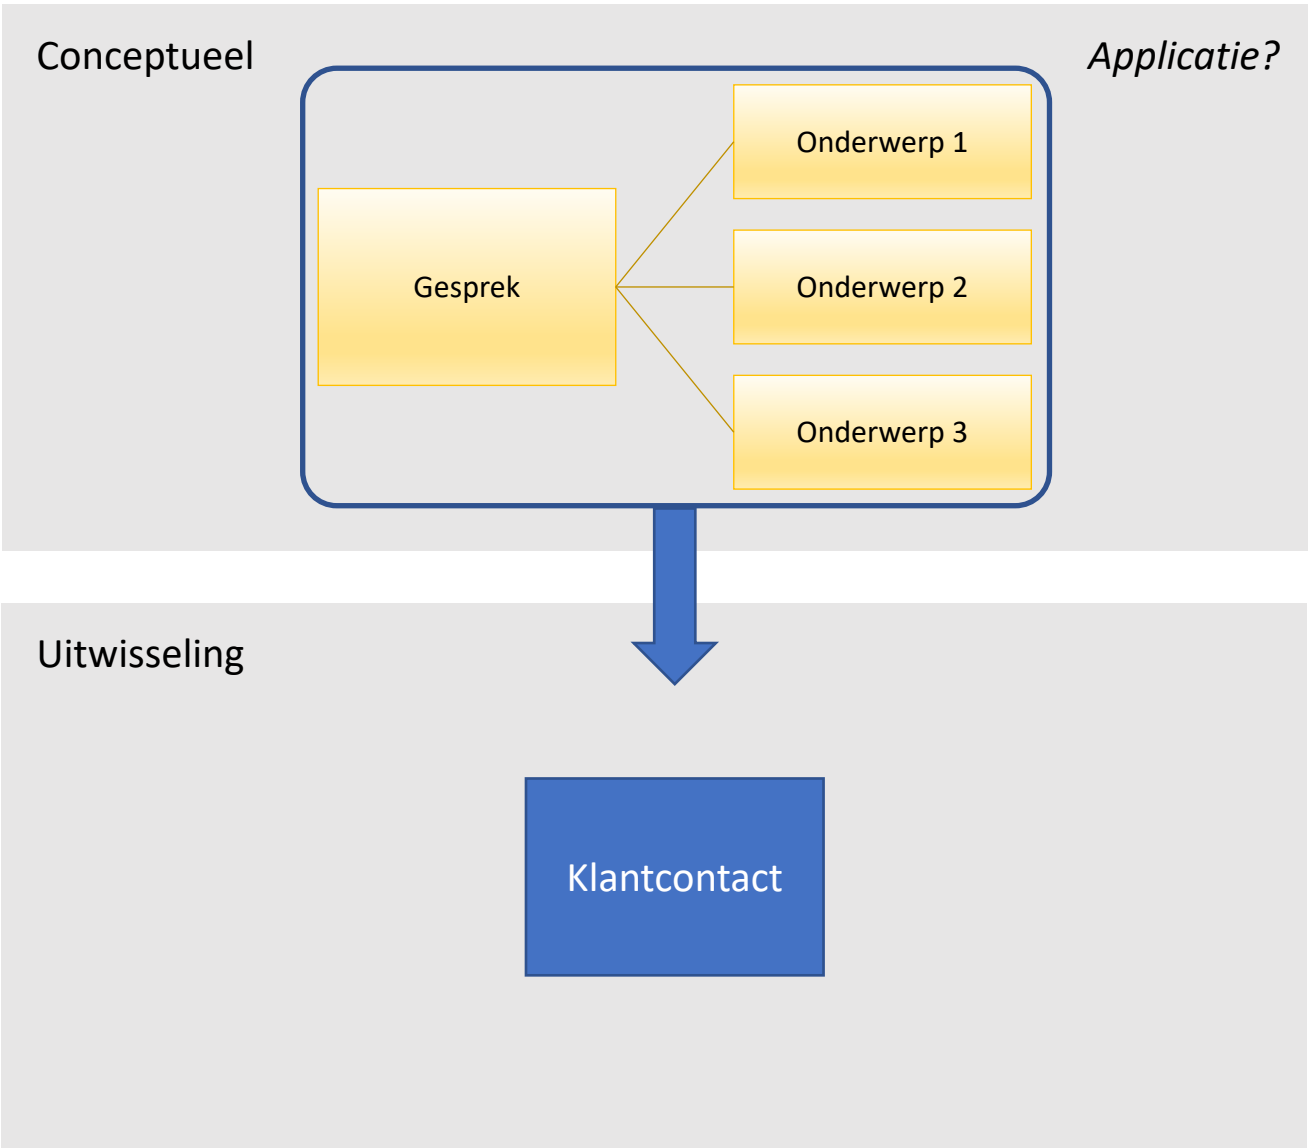 Conceptueel
Applicatie?
Onderwerp 1
Gesprek
Onderwerp 2
Onderwerp 3
Uitwisseling
Klantcontact